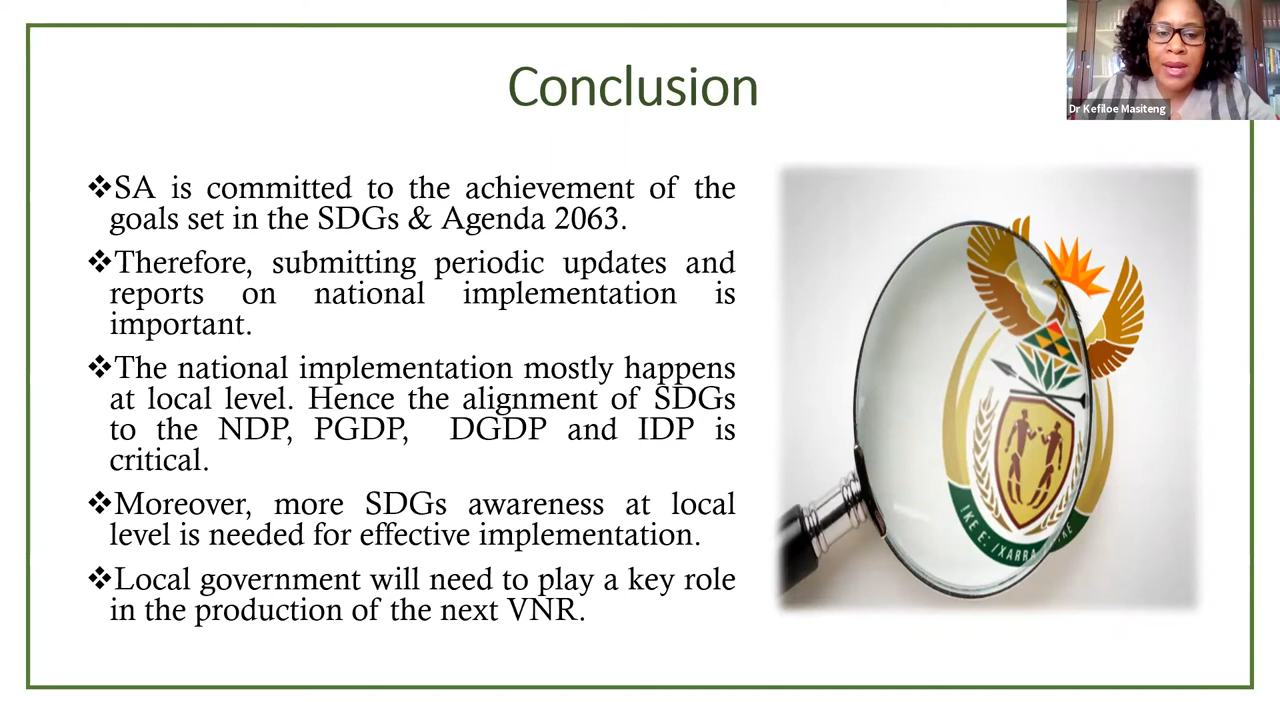 Conclusion
Dr Kefiloe Masiteng
❖SA is committed to the achievement of the
goals set in the SDGs & Agenda 2063.
❖Therefore, submitting periodic updates and
reports on national implementation is
important.
❖The national implementation mostly happens
at local level. Hence the alignment of SDGs
to the NDP, PGDP, DGDP and IDP is
critical.
❖Moreover, more SDGs awareness at local
level is needed for effective implementation.
❖Local government will need to play a key role
in the production of the next VNR.
IKE E: /XARRA